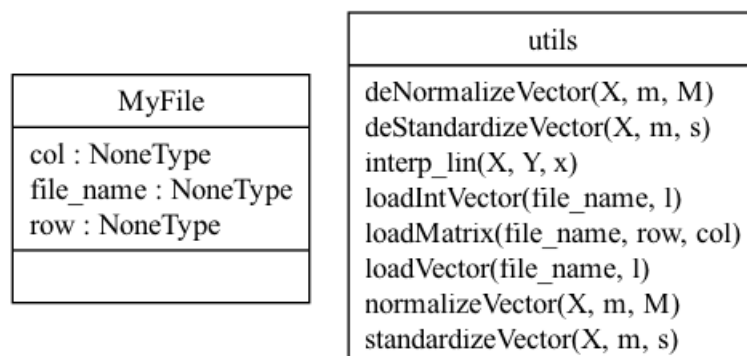 MyFile
col : NoneType
file_name : NoneType
row : NoneType
utils
deNormalizeVector(X, m, M)
deStandardizeVector(X, m, s)
interp_lin(X, Y, x)
loadIntVector(file_name, l)
loadMatrix(file_name, row, col)
loadVector(file_name, l)
normalizeVector(X, m, M)
standardizeVector(X, m, s)